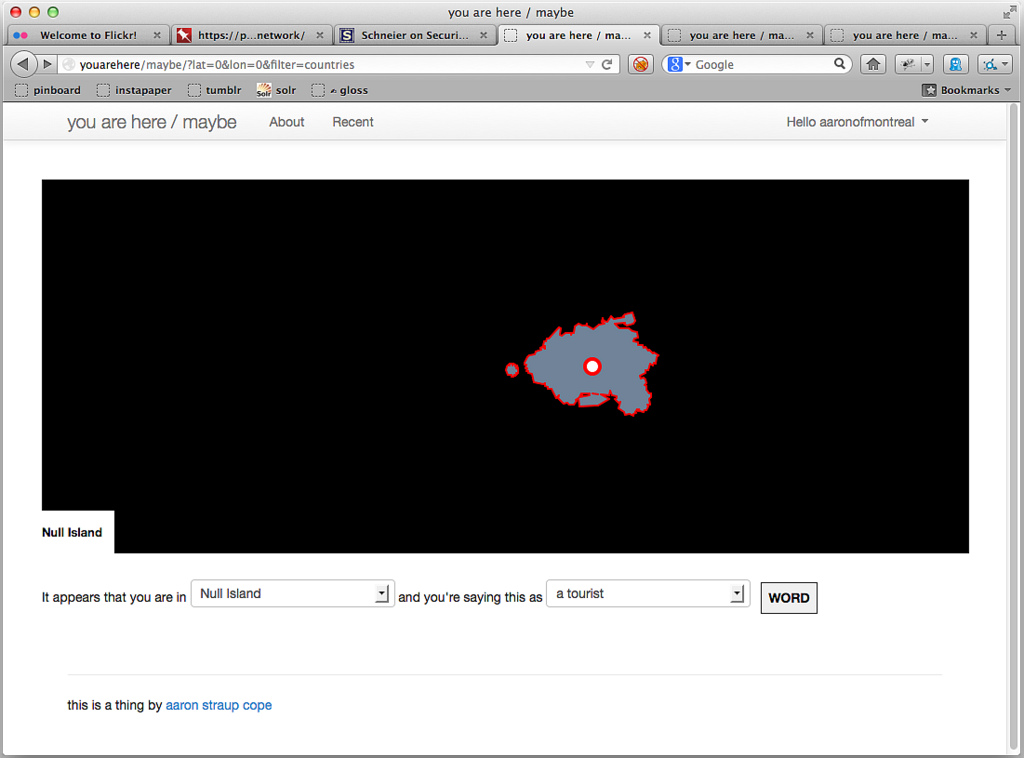 you are here / maybe
Welcome to Flickr!
https://p...network/
Schneier on Securi...
you are here / ma...
you are here / ma...
you are here / ma...
youarehere/maybe/?lat=0&lon=0&filter=countries
Google
pinboard
instapaper
tumblr
solr
gloss
Bookmarks
you are here / maybe
About
Recent
Hello aaronofmontreal
Null Island
It appears that you are in Null Island and you're saying this as a tourist WORD
this is a thing by aaron straup cope